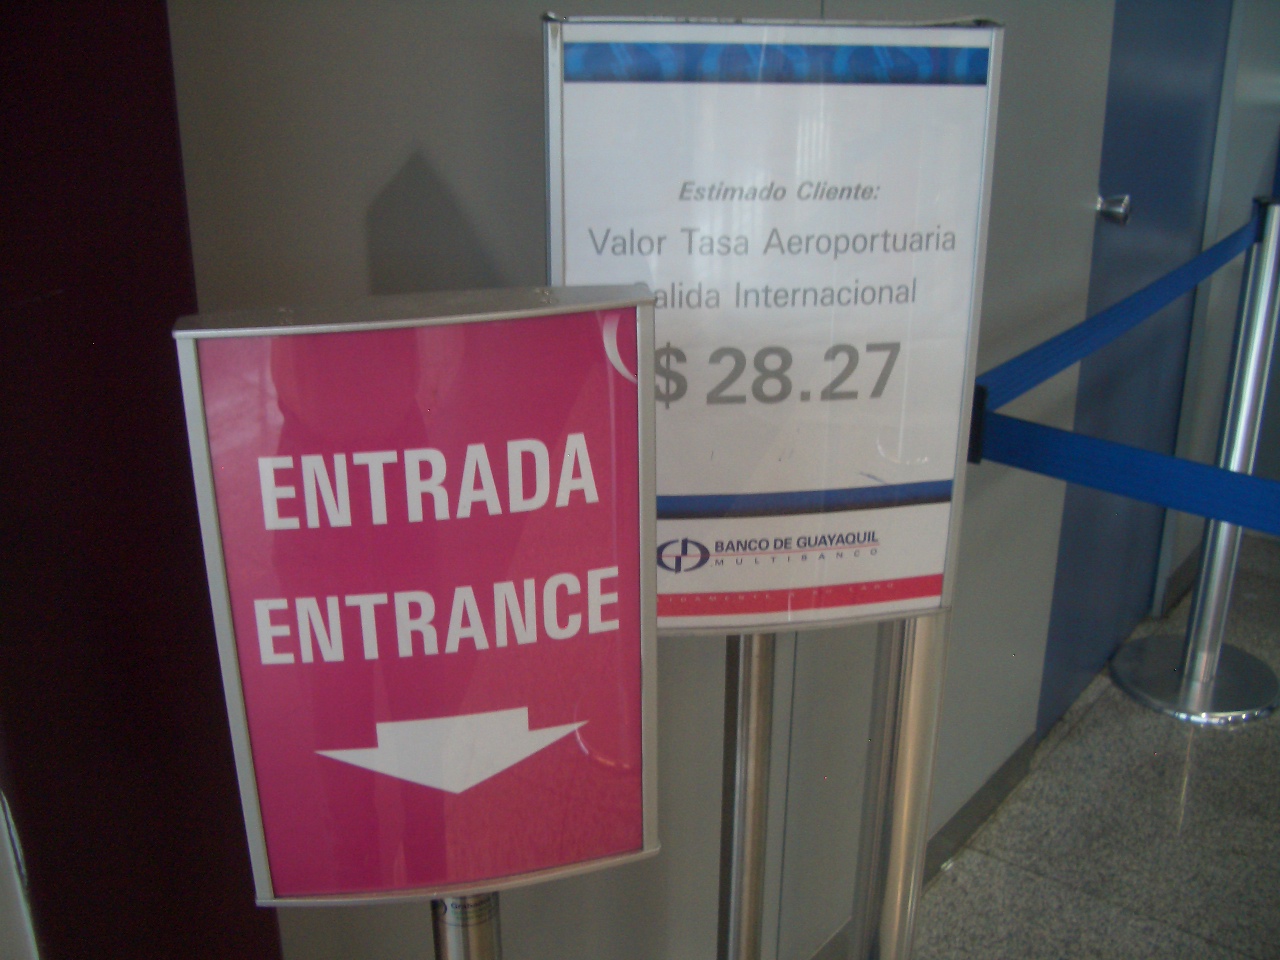 Estimado Cliente:
Valor Tasa Aeroportuaria
alida Internacional
$ 28.27
BANCO DE GUAYAQUIL
MULTIBANCO
ENTRADA
ENTRANCE